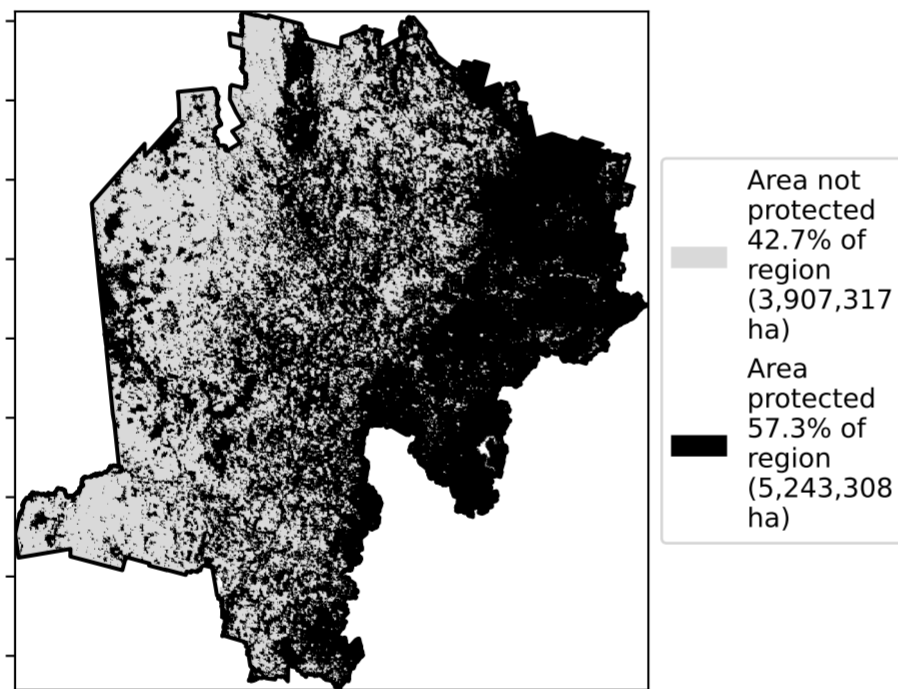 Area not
protected
42.7% of
region
(3,907,317
ha)
Area
protected
57.3% of
region
(5,243,308
ha)